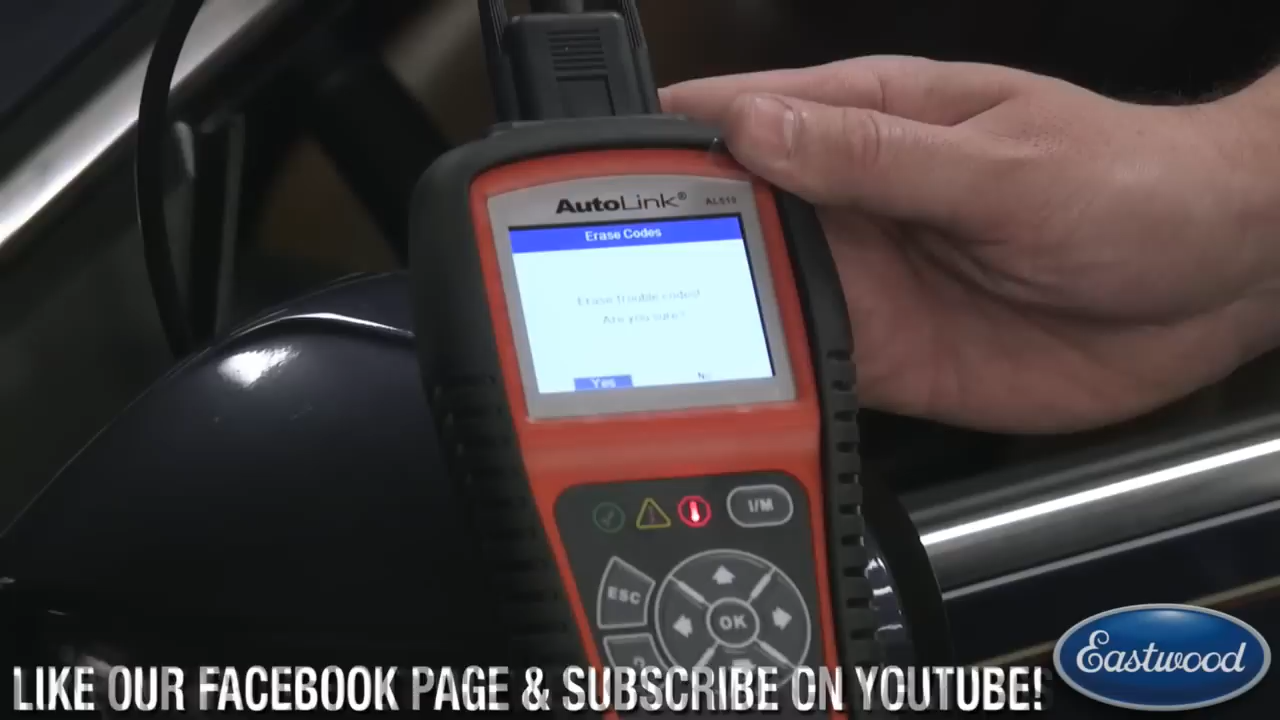 AutoLink® AL519
Erase Codes
Erase trouble codes!
Are you sure?
Yes No
I/M
ESC
OK
?
Eastwood
LIKE OUR FACEBOOK PAGE & SUBSCRIBE ON YOUTUBE!